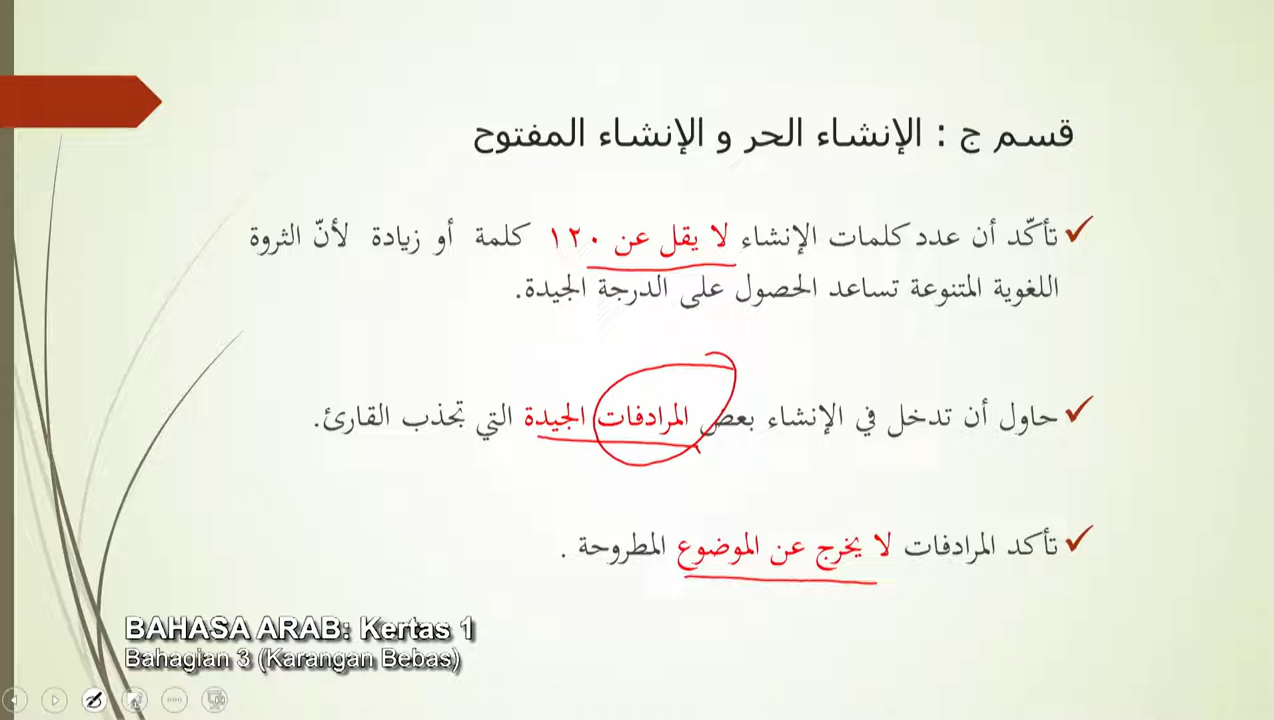 قسم ج : الإنشاء الحر و الإنشاء المفتوح
تأكّد أن عدد كلمات الإنشاء لا يقل عن ١٢٠ كلمة أو زيادة لأنّ الثروة
اللغوية المتنوعة تساعد الحصول على الدرجة الجيدة.
حاول أن تدخل في الإنشاء بعض المرادفات الجيدة التي تجذب القارئ.
تأكد المرادفات لا يخرج عن الموضوع المطروحة .
BAHASA ARAB: Kertas 1
Bahagian 3 (Karangan Bebas)